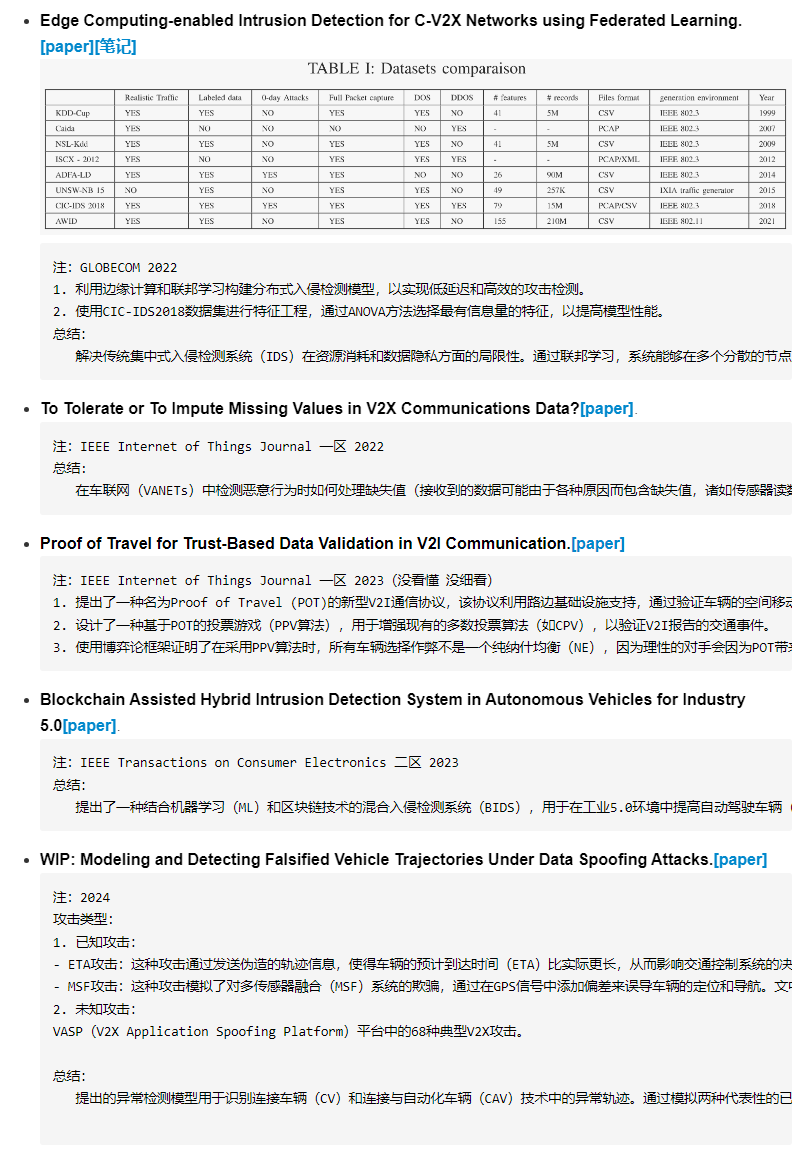 Edge Computing-enabled Intrusion Detection for C-V2X Networks using Federated Learning.
[paper][笔记]
TABLE I: Datasets comparaison
Realistic Traffic Labeled data 0-day Attacks Full Packet capture DOS DDOS # features # records Files format generation environment Year
KDD-Cup YES YES NO YES YES NO 41 5M CSV IEEE 802.3 1999
Caida YES NO NO NO NO YES - - PCAP IEEE 802.3 2007
NSL-Kdd YES YES NO YES YES NO 41 5M CSV IEEE 802.3 2009
ISCX - 2012 YES NO NO YES YES YES - - PCAP/XML IEEE 802.3 2012
ADFA-LD YES YES YES YES NO NO 26 90M CSV IEEE 802.3 2014
UNSW-NB 15 NO YES NO YES YES NO 49 257K CSV IXIA traffic generator 2015
CIC-IDS 2018 YES YES YES YES YES YES 79 15M PCAP/CSV IEEE 802.3 2018
AWID YES YES NO YES YES NO 155 210M CSV IEEE 802.11 2021
注：GLOBECOM 2022
1. 利用边缘计算和联邦学习构建分布式入侵检测模型，以实现低延迟和高效的攻击检测。
2. 使用CIC-IDS2018数据集进行特征工程，通过ANOVA方法选择最有信息量的特征，以提高模型性能。
总结：
解决传统集中式入侵检测系统（IDS）在资源消耗和数据隐私方面的局限性。通过联邦学习，系统能够在多个分散的节点
To Tolerate or To Impute Missing Values in V2X Communications Data?[paper].
注：IEEE Internet of Things Journal 一区 2022
总结：
在车联网（VANETs）中检测恶意行为时如何处理缺失值（接收到的数据可能由于各种原因而包含缺失值，诸如传感器读数
Proof of Travel for Trust-Based Data Validation in V2I Communication.[paper]
注：IEEE Internet of Things Journal 一区 2023（没看懂 没细看）
1. 提出了一种名为Proof of Travel (POT)的新型V2I通信协议，该协议利用路边基础设施支持，通过验证车辆的空间移动
2. 设计了一种基于POT的投票游戏（PPV算法），用于增强现有的多数投票算法（如CPV），以验证V2I报告的交通事件。
3. 使用博弈论框架证明了在采用PPV算法时，所有车辆选择作弊不是一个纯纳什均衡（NE），因为理性的对手会因为POT带来
Blockchain Assisted Hybrid Intrusion Detection System in Autonomous Vehicles for Industry
5.0[paper].
注：IEEE Transactions on Consumer Electronics 二区 2023
总结：
提出了一种结合机器学习（ML）和区块链技术的混合入侵检测系统（BIDS），用于在工业5.0环境中提高自动驾驶车辆（
WIP: Modeling and Detecting Falsified Vehicle Trajectories Under Data Spoofing Attacks.[paper]
注：2024
攻击类型：
1. 已知攻击：
- ETA攻击：这种攻击通过发送伪造的轨迹信息，使得车辆的预计到达时间（ETA）比实际更长，从而影响交通控制系统的决
- MSF攻击：这种攻击模拟了对多传感器融合（MSF）系统的欺骗，通过在GPS信号中添加偏差来误导车辆的定位和导航。文中
2. 未知攻击：
VASP（V2X Application Spoofing Platform）平台中的68种典型V2X攻击。
总结：
提出的异常检测模型用于识别连接车辆（CV）和连接与自动化车辆（CAV）技术中的异常轨迹。通过模拟两种代表性的已